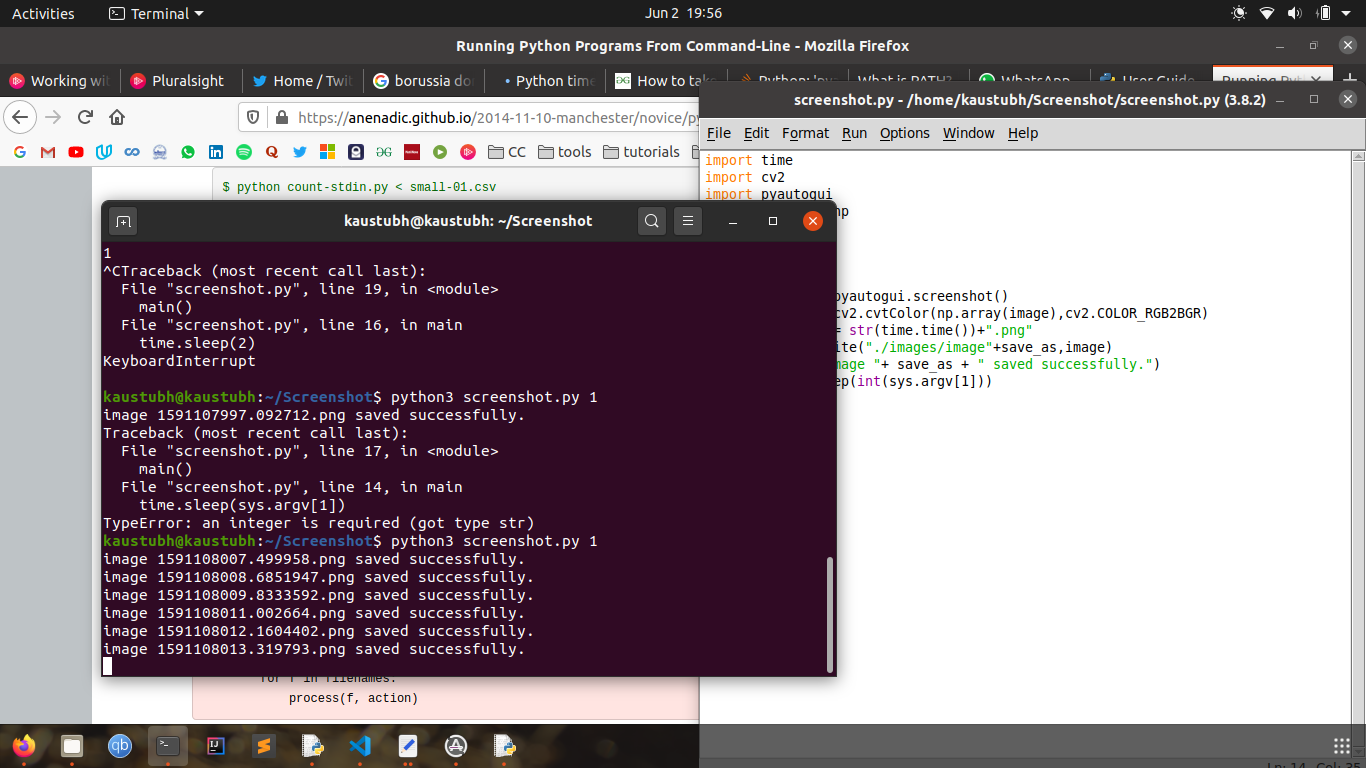 Activities
Terminal
Jun 2 19:56
Running Python Programs From Command-Line - Mozilla Firefox
Working wi
Pluralsight
Home / Twit
borussia do
Python time
How to tak
Python: 'py
What is PATH?
WhatsApp
User Guide
Running Pyt
https://anenadic.github.io/2014-11-10-manchester/novice/py
CC
tools
tutorials
$ python count-stdin.py < small-01.csv
screenshot.py - /home/kaustubh/Screenshot/screenshot.py (3.8.2)
File Edit Format Run Options Window Help
import time
import cv2
import pyautogui
np
pyautogui.screenshot()
cv2.cvtColor(np.array(image),cv2.COLOR_RGB2BGR)
= str(time.time())+".png"
ite("./images/image"+save_as,image)
mage "+ save_as + " saved successfully.")
ep(int(sys.argv[1]))
kaustubh@kaustubh: ~/Screenshot
1
^CTraceback (most recent call last):
File "screenshot.py", line 19, in <module>
main()
File "screenshot.py", line 16, in main
time.sleep(2)
KeyboardInterrupt
kaustubh@kaustubh:~/Screenshot$ python3 screenshot.py 1
image 1591107997.092712.png saved successfully.
Traceback (most recent call last):
File "screenshot.py", line 17, in <module>
main()
File "screenshot.py", line 14, in main
time.sleep(sys.argv[1])
TypeError: an integer is required (got type str)
kaustubh@kaustubh:~/Screenshot$ python3 screenshot.py 1
image 1591108007.499958.png saved successfully.
image 1591108008.6851947.png saved successfully.
image 1591108009.8333592.png saved successfully.
image 1591108011.002664.png saved successfully.
image 1591108012.1604402.png saved successfully.
image 1591108013.319793.png saved successfully.
for f in filenames:
process(f, action)
Ln: 14 Col: 35